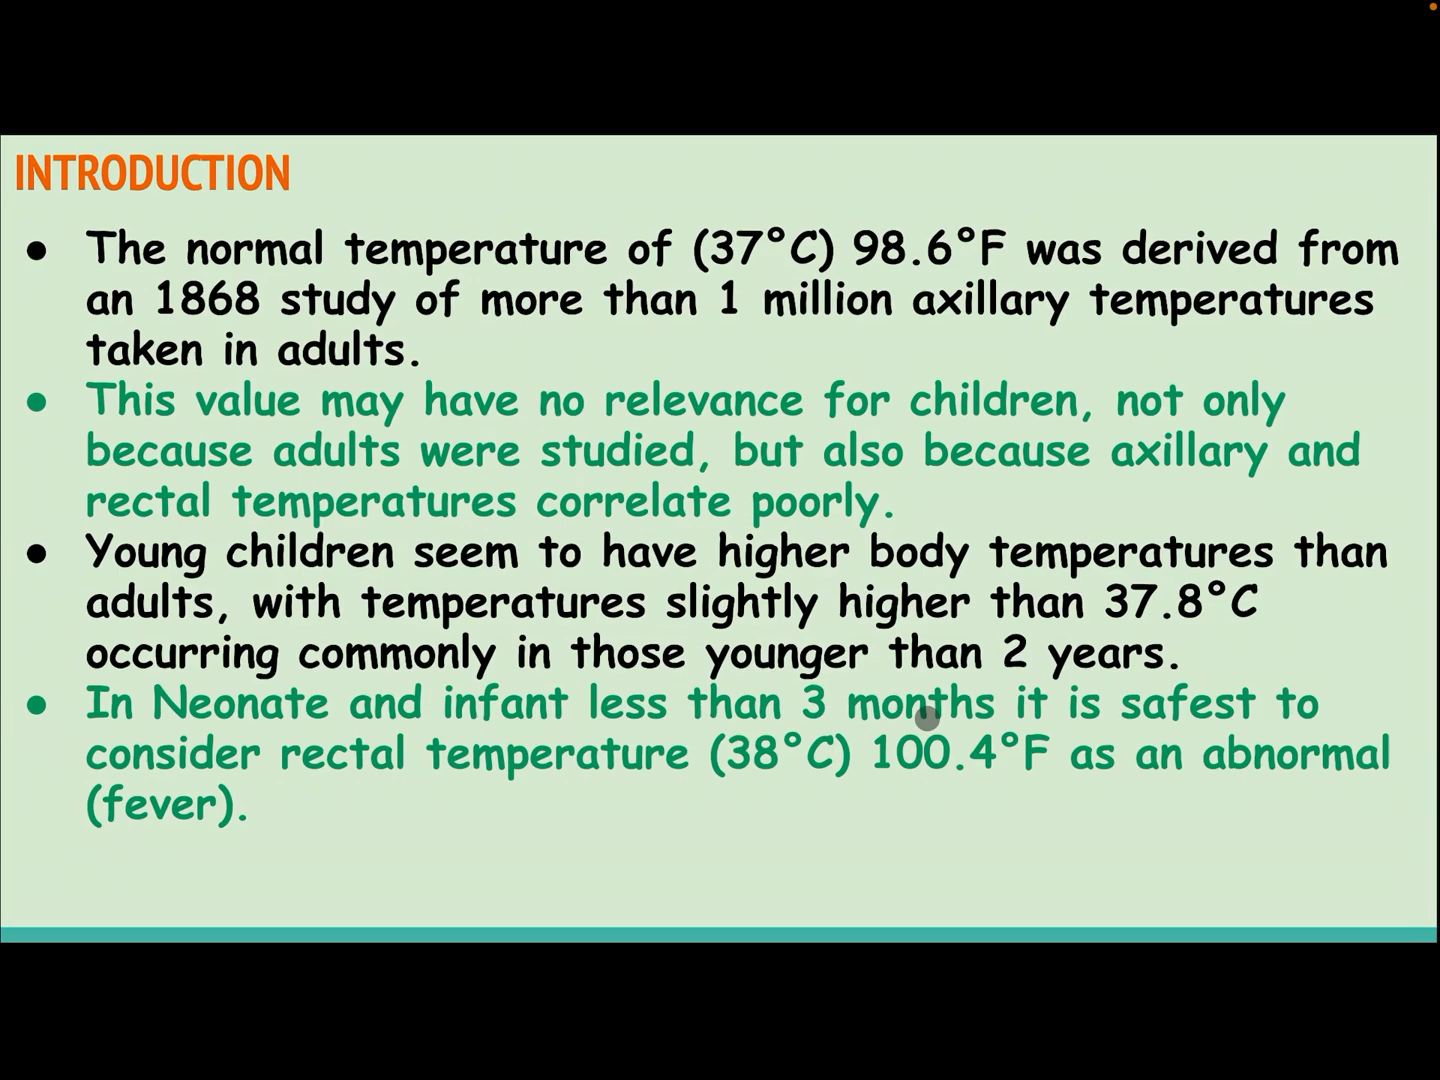 INTRODUCTION
● The normal temperature of (37°C) 98.6°F was derived from
an 1868 study of more than 1 million axillary temperatures
taken in adults.
● This value may have no relevance for children, not only
because adults were studied, but also because axillary and
rectal temperatures correlate poorly.
● Young children seem to have higher body temperatures than
adults, with temperatures slightly higher than 37.8°C
occurring commonly in those younger than 2 years.
● In Neonate and infant less than 3 months it is safest to
consider rectal temperature (38°C) 100.4°F as an abnormal
(fever).